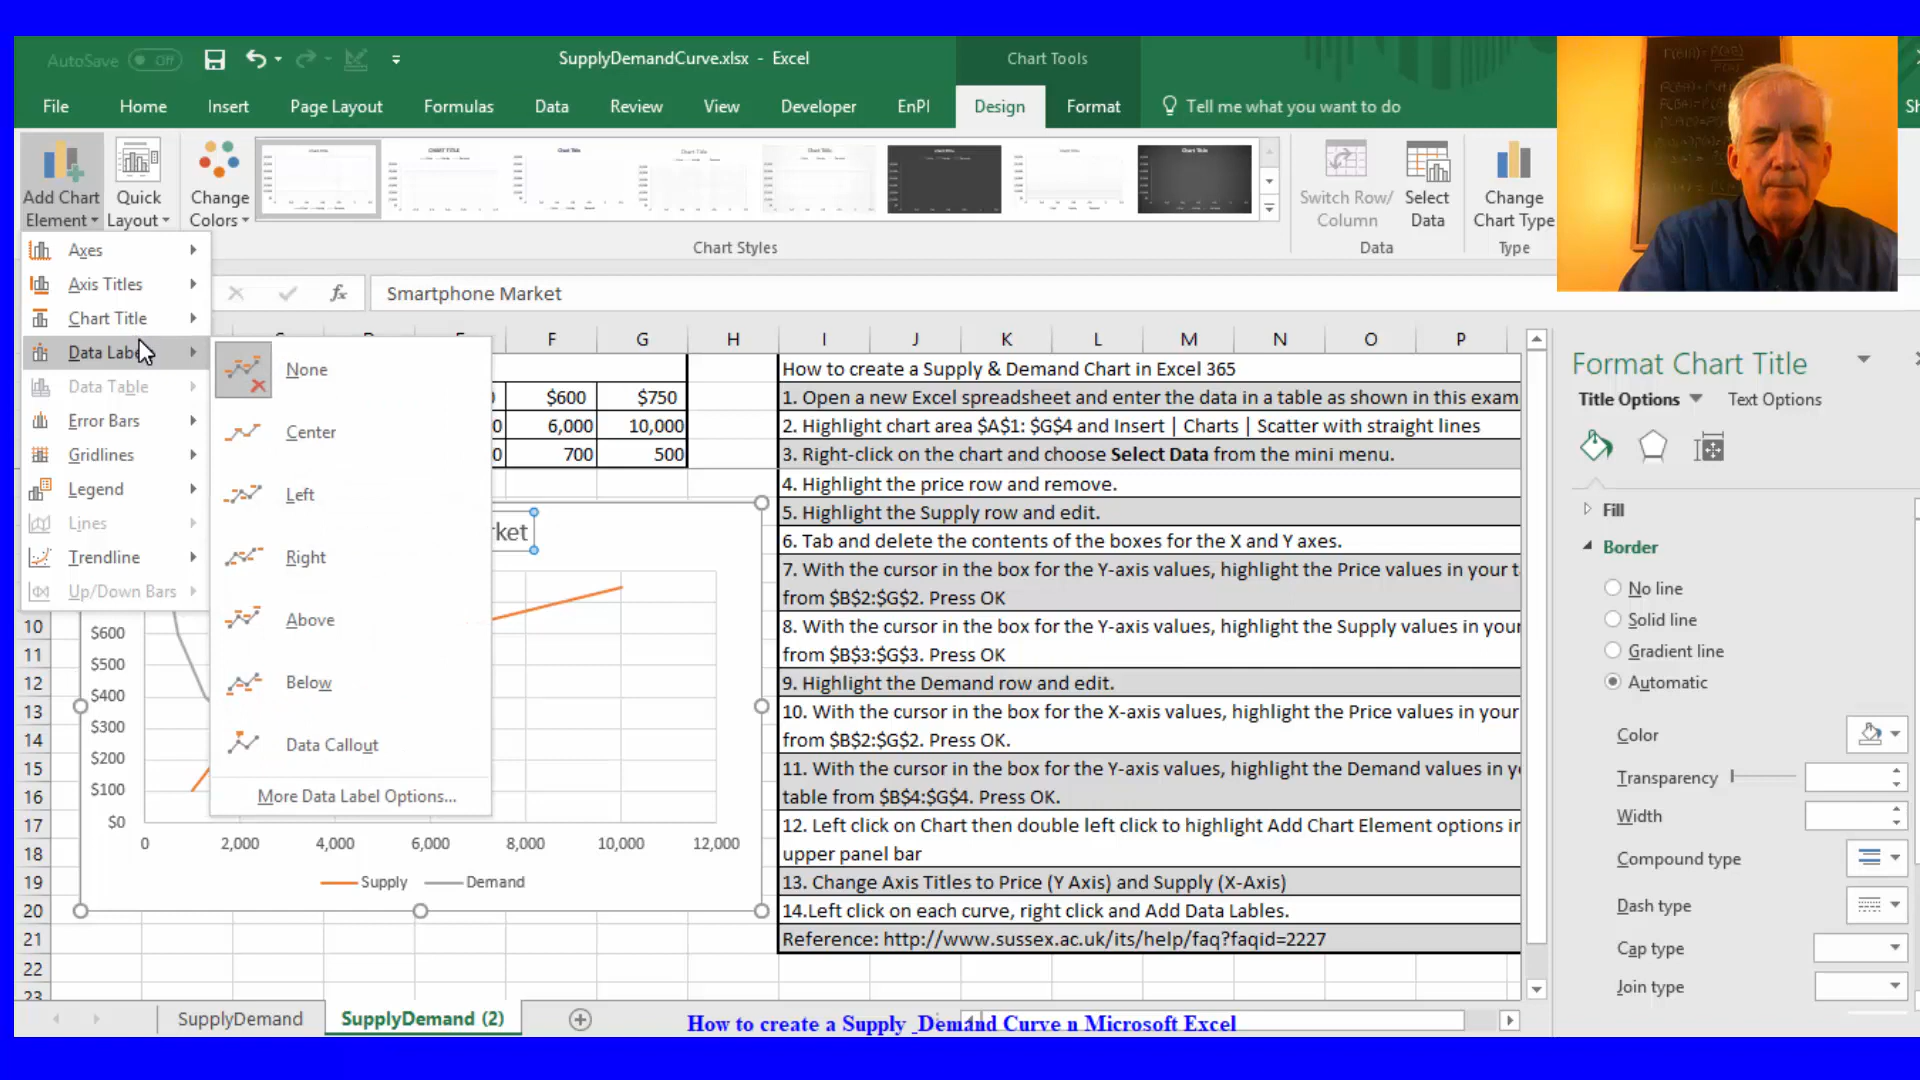 AutoSave Off
SupplyDemandCurve.xlsx - Excel
Chart Tools
File Home Insert Page Layout Formulas Data Review View Developer EnPI Design Format Tell me what you want to do
Add Chart Element
Quick Layout
Change Colors
Chart Styles
Switch Row/ Column
Select Data
Data
Change Chart Type
Type
Smartphone Market
Axes
Axis Titles
Chart Title
Data Table
Error Bars
Gridlines
Legend
Lines
Trendline
Up/Down Bars
None
Center
Left
Right
Above
Below
Data Callout
More Data Label Options...
F G H I J K L M N O P
$600 $750
6,000 10,000
700 500
10
11
12
13
14
15
16
17
18
19
20
21
22
23
$600
$500
$400
$300
$200
$100
$0
0 2,000 4,000 6,000 8,000 10,000 12,000
Supply Demand
How to create a Supply & Demand Chart in Excel 365
1. Open a new Excel spreadsheet and enter the data in a table as shown in this exam
2. Highlight chart area $A$1: $G$4 and Insert | Charts | Scatter with straight lines
3. Right-click on the chart and choose Select Data from the mini menu.
4. Highlight the price row and remove.
5. Highlight the Supply row and edit.
6. Tab and delete the contents of the boxes for the X and Y axes.
7. With the cursor in the box for the Y-axis values, highlight the Price values in your t
from $B$2:$G$2. Press OK
8. With the cursor in the box for the Y-axis values, highlight the Supply values in your
from $B$3:$G$3. Press OK
9. Highlight the Demand row and edit.
10. With the cursor in the box for the X-axis values, highlight the Price values in your
from $B$2:$G$2. Press OK.
11. With the cursor in the box for the Y-axis values, highlight the Demand values in y
table from $B$4:$G$4. Press OK.
12. Left click on Chart then double left click to highlight Add Chart Element options in
upper panel bar
13. Change Axis Titles to Price (Y Axis) and Supply (X-Axis)
14.Left click on each curve, right click and Add Data Lables.
Reference: http://www.sussex.ac.uk/its/help/faq?faqid=2227
Format Chart Title
Title Options Text Options
Fill
Border
No line
Solid line
Gradient line
Automatic
Color
Transparency
Width
Compound type
Dash type
Cap type
Join type
SupplyDemand SupplyDemand (2)
How to create a Supply _Demand Curve n Microsoft Excel